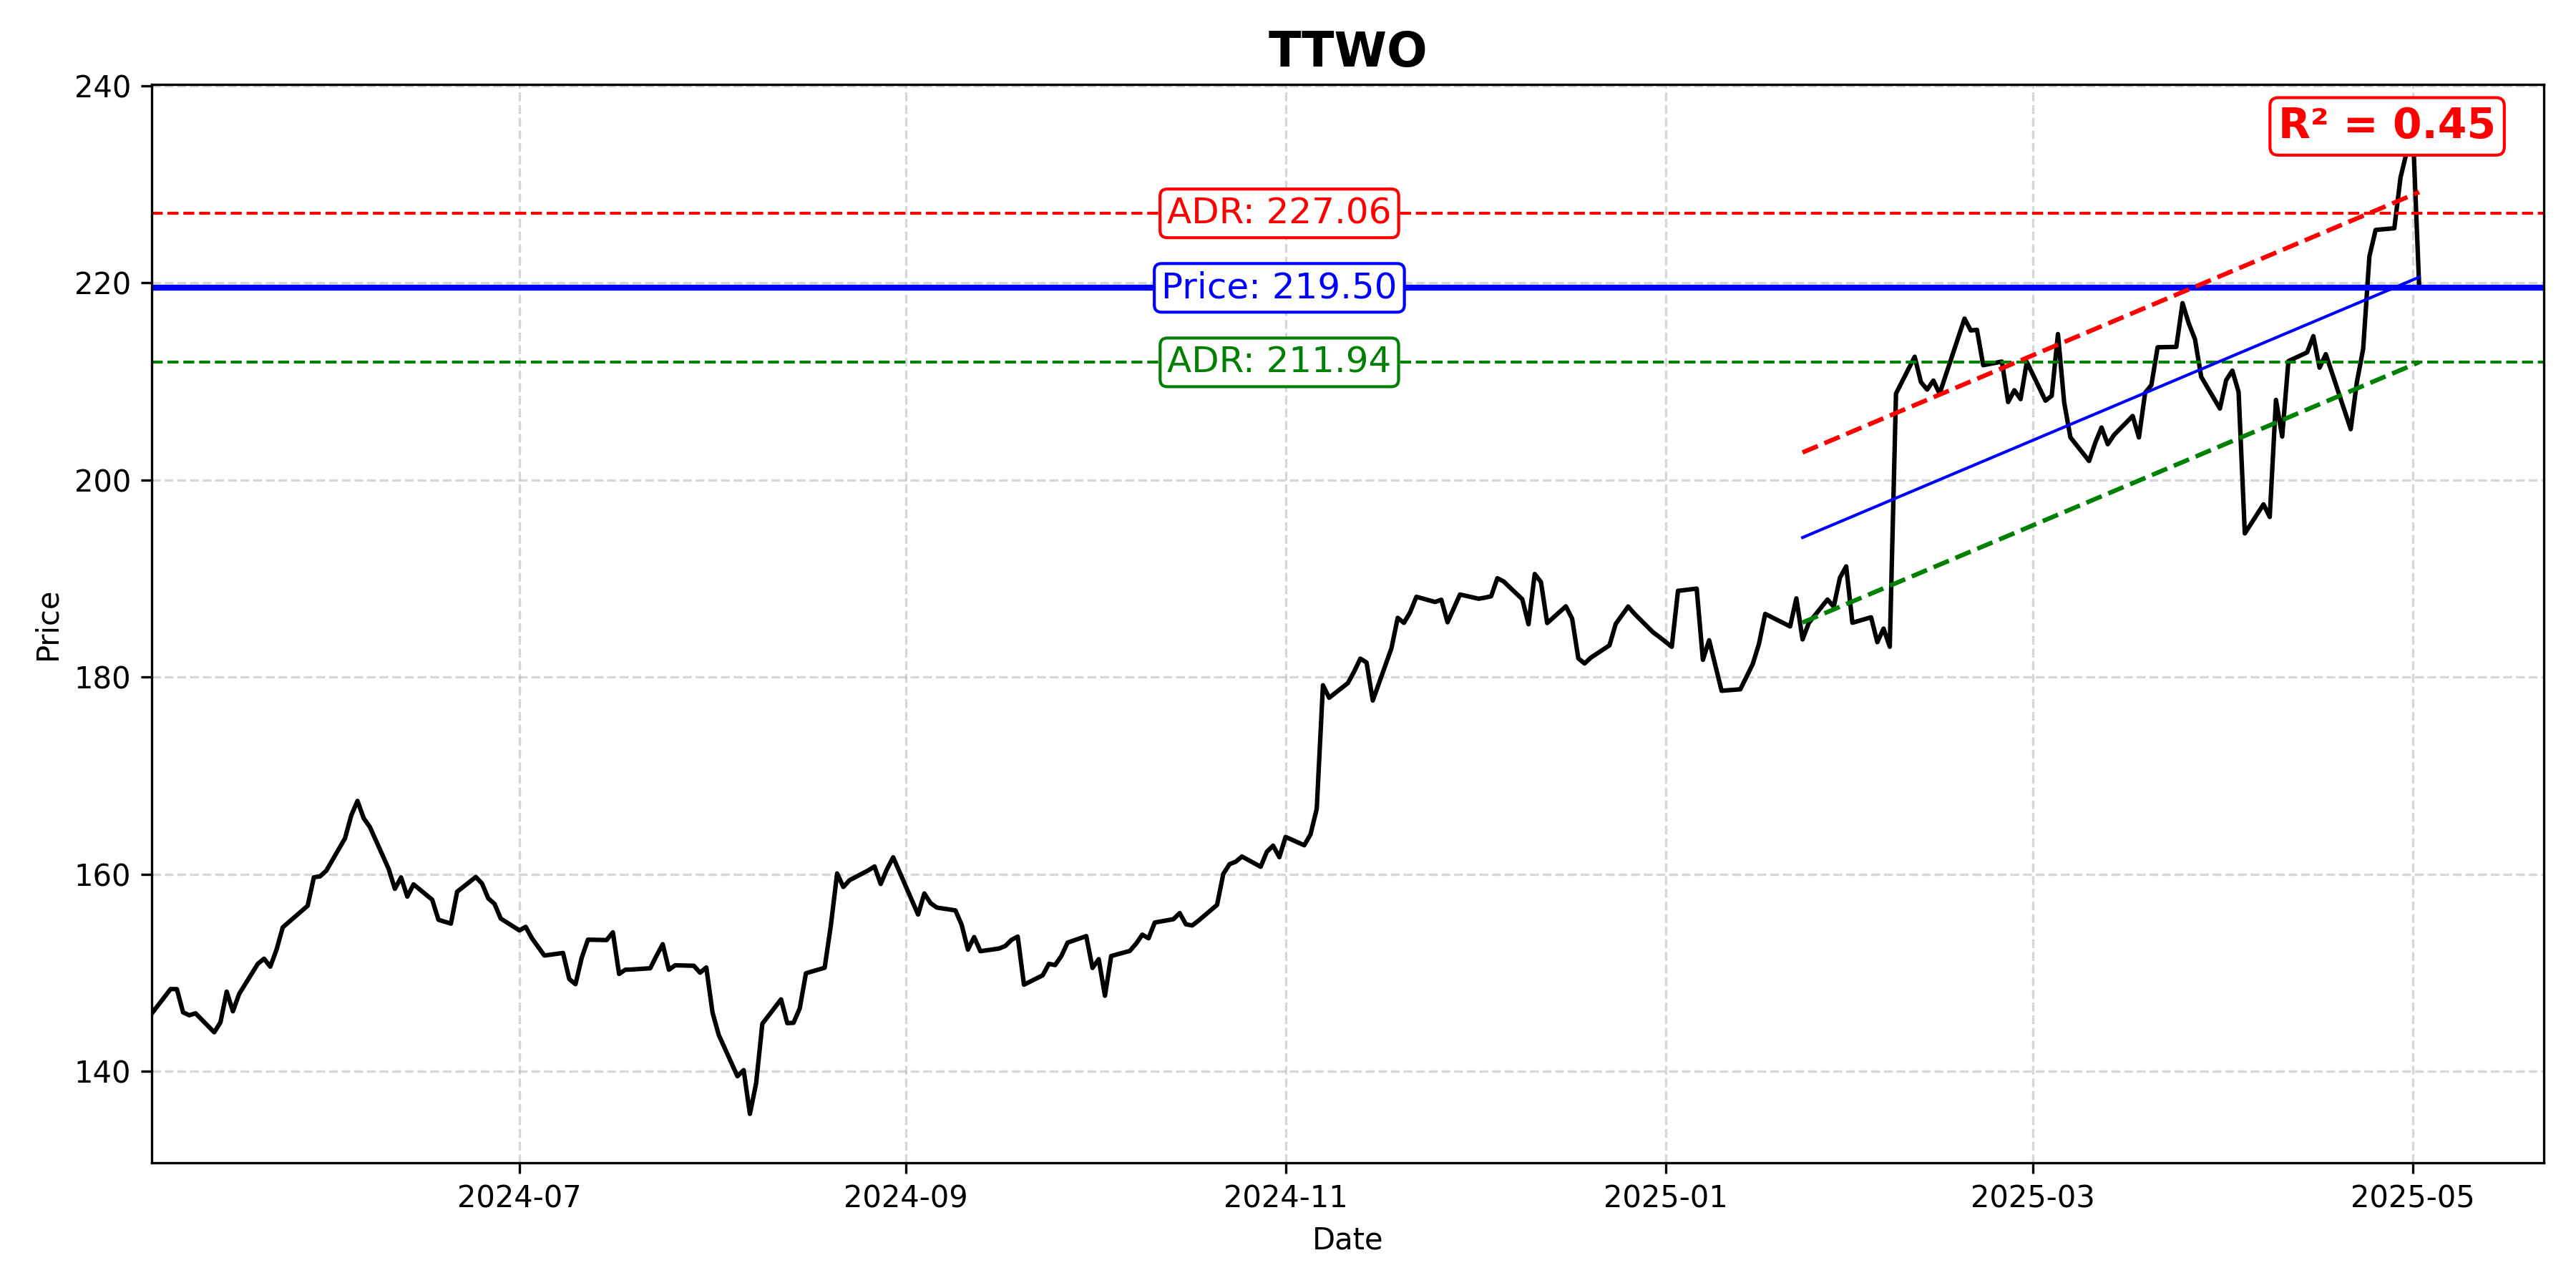 TTWO
240
220
200
180
160
140
Price
R² = 0.45
ADR: 227.06
Price: 219.50
ADR: 211.94
2024-07
2024-09
2024-11
2025-01
2025-03
2025-05
Date